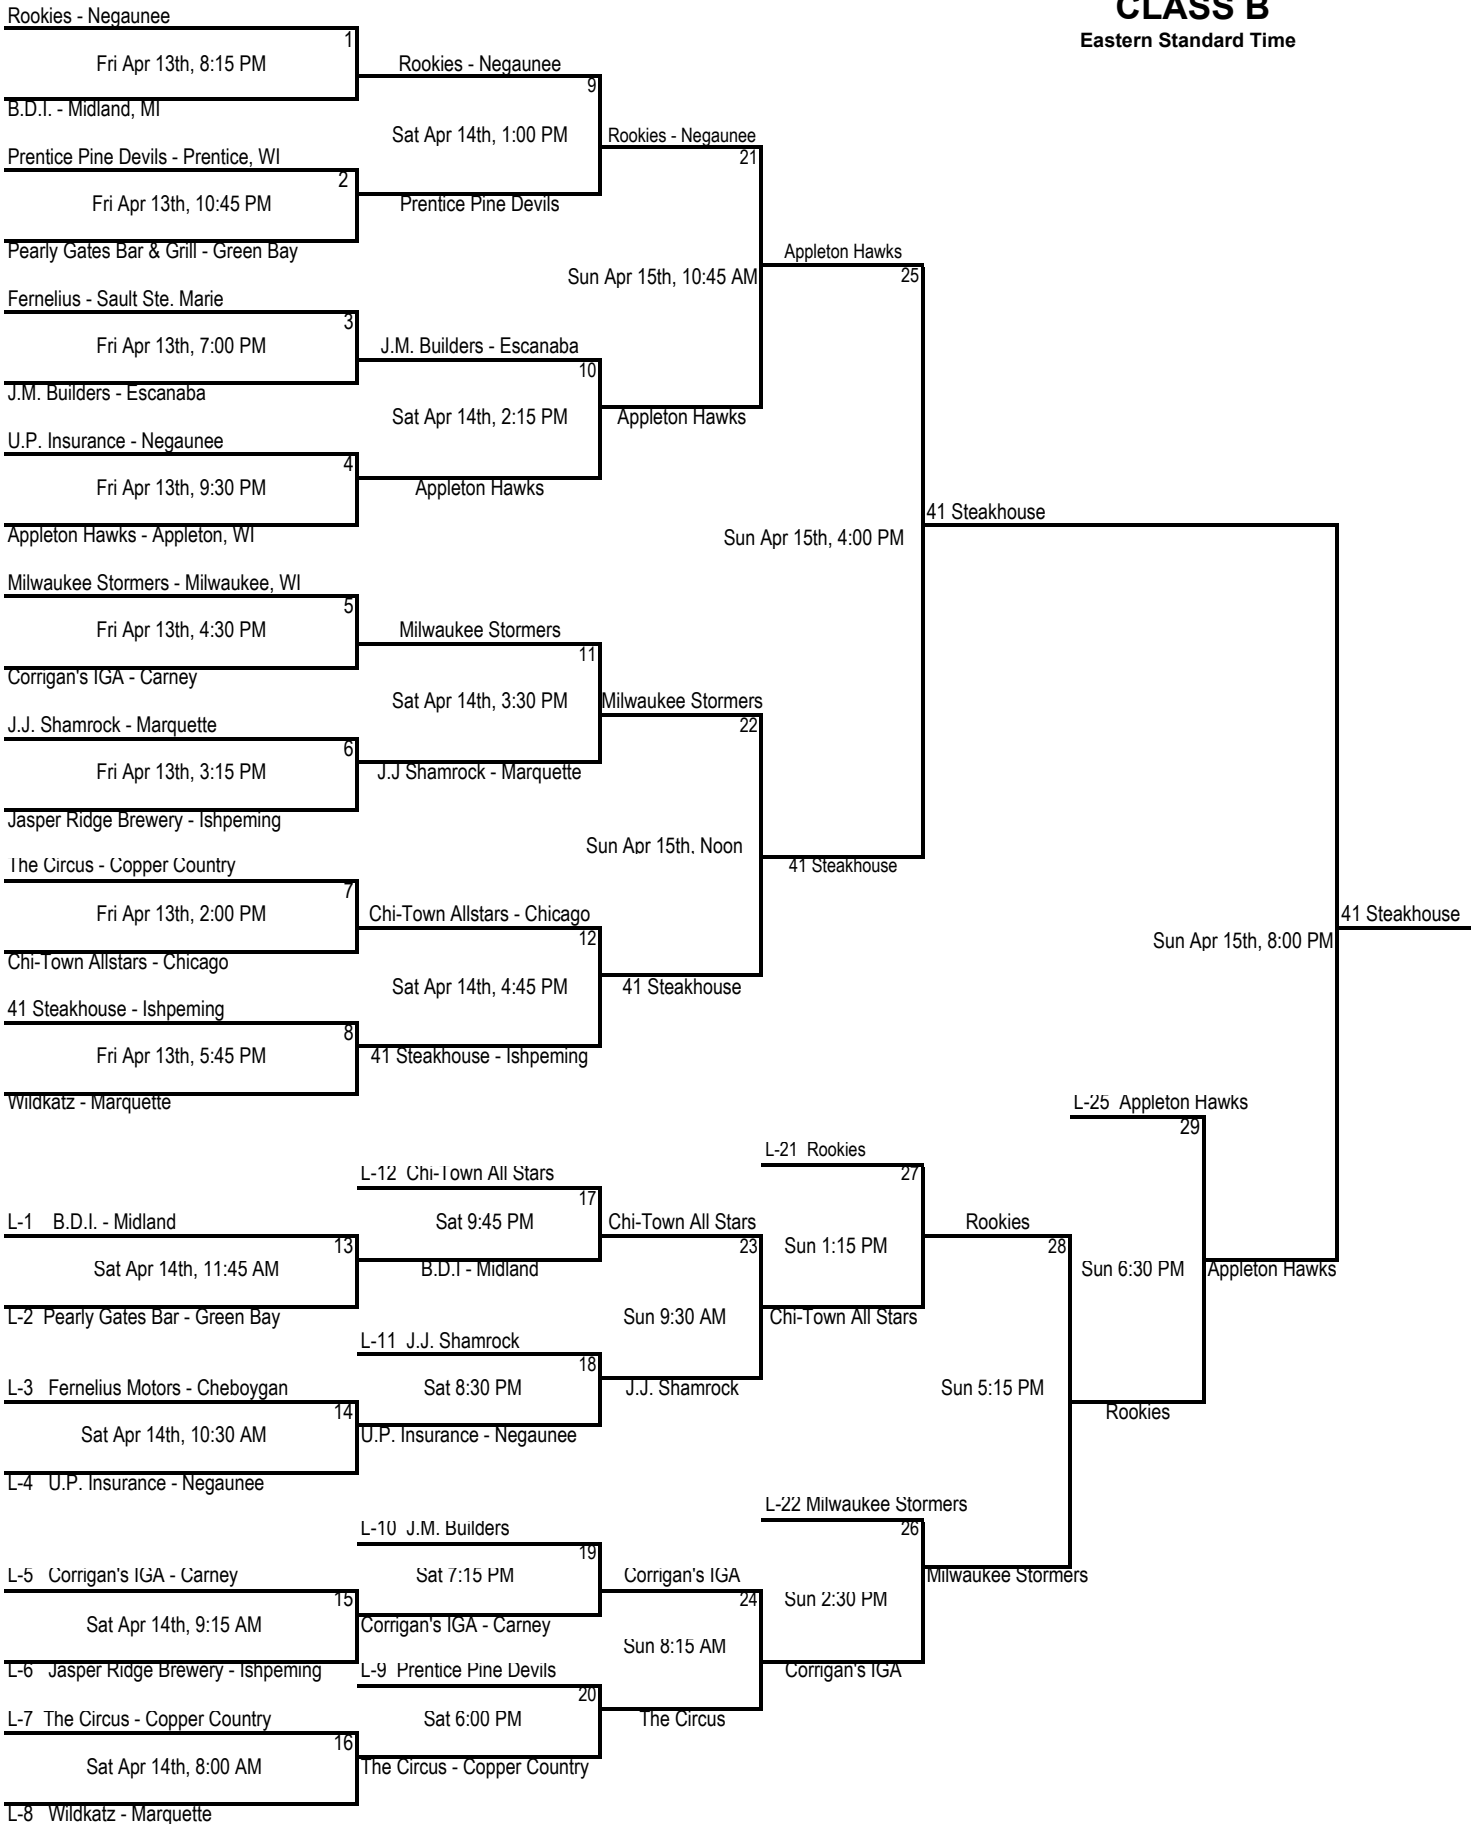 CLASS B
Eastern Standard Time
Rookies - Negaunee
1
Fri Apr 13th, 8:15 PM
B.D.I. - Midland, MI
Rookies - Negaunee
9
Sat Apr 14th, 1:00 PM
Rookies - Negaunee
21
Prentice Pine Devils - Prentice, WI
2
Fri Apr 13th, 10:45 PM
Prentice Pine Devils
Pearly Gates Bar & Grill - Green Bay
Appleton Hawks
25
Sun Apr 15th, 10:45 AM
Fernelius - Sault Ste. Marie
3
Fri Apr 13th, 7:00 PM
J.M. Builders - Escanaba
10
J.M. Builders - Escanaba
Sat Apr 14th, 2:15 PM
Appleton Hawks
U.P. Insurance - Negaunee
4
Fri Apr 13th, 9:30 PM
Appleton Hawks
Appleton Hawks - Appleton, WI
41 Steakhouse
Sun Apr 15th, 4:00 PM
Milwaukee Stormers - Milwaukee, WI
5
Fri Apr 13th, 4:30 PM
Milwaukee Stormers
11
Corrigan's IGA - Carney
Sat Apr 14th, 3:30 PM
Milwaukee Stormers
22
J.J. Shamrock - Marquette
6
Fri Apr 13th, 3:15 PM
J.J Shamrock - Marquette
Jasper Ridge Brewery - Ishpeming
Sun Apr 15th, Noon
41 Steakhouse
The Circus - Copper Country
7
Fri Apr 13th, 2:00 PM
Chi-Town Allstars - Chicago
12
41 Steakhouse
Sun Apr 15th, 8:00 PM
Chi-Town Allstars - Chicago
Sat Apr 14th, 4:45 PM
41 Steakhouse
41 Steakhouse - Ishpeming
8
Fri Apr 13th, 5:45 PM
41 Steakhouse - Ishpeming
Wildkatz - Marquette
L-25 Appleton Hawks
29
L-21 Rookies
27
L-12 Chi-Town All Stars
17
L-1 B.D.I. - Midland
13
Sat 9:45 PM
Chi-Town All Stars
23
Sun 1:15 PM
Rookies
28
Sat Apr 14th, 11:45 AM
B.D.I - Midland
Sun 6:30 PM
Appleton Hawks
L-2 Pearly Gates Bar - Green Bay
Sun 9:30 AM
Chi-Town All Stars
L-11 J.J. Shamrock
18
L-3 Fernelius Motors - Cheboygan
14
Sat 8:30 PM
J.J. Shamrock
Sun 5:15 PM
Rookies
Sat Apr 14th, 10:30 AM
U.P. Insurance - Negaunee
L-4 U.P. Insurance - Negaunee
L-22 Milwaukee Stormers
26
L-10 J.M. Builders
19
L-5 Corrigan's IGA - Carney
15
Sat 7:15 PM
Corrigan's IGA
24
Sun 2:30 PM
Milwaukee Stormers
Sat Apr 14th, 9:15 AM
Corrigan's IGA - Carney
Sun 8:15 AM
L-6 Jasper Ridge Brewery - Ishpeming
L-9 Prentice Pine Devils
20
Corrigan's IGA
L-7 The Circus - Copper Country
16
Sat 6:00 PM
The Circus
Sat Apr 14th, 8:00 AM
The Circus - Copper Country
L-8 Wildkatz - Marquette